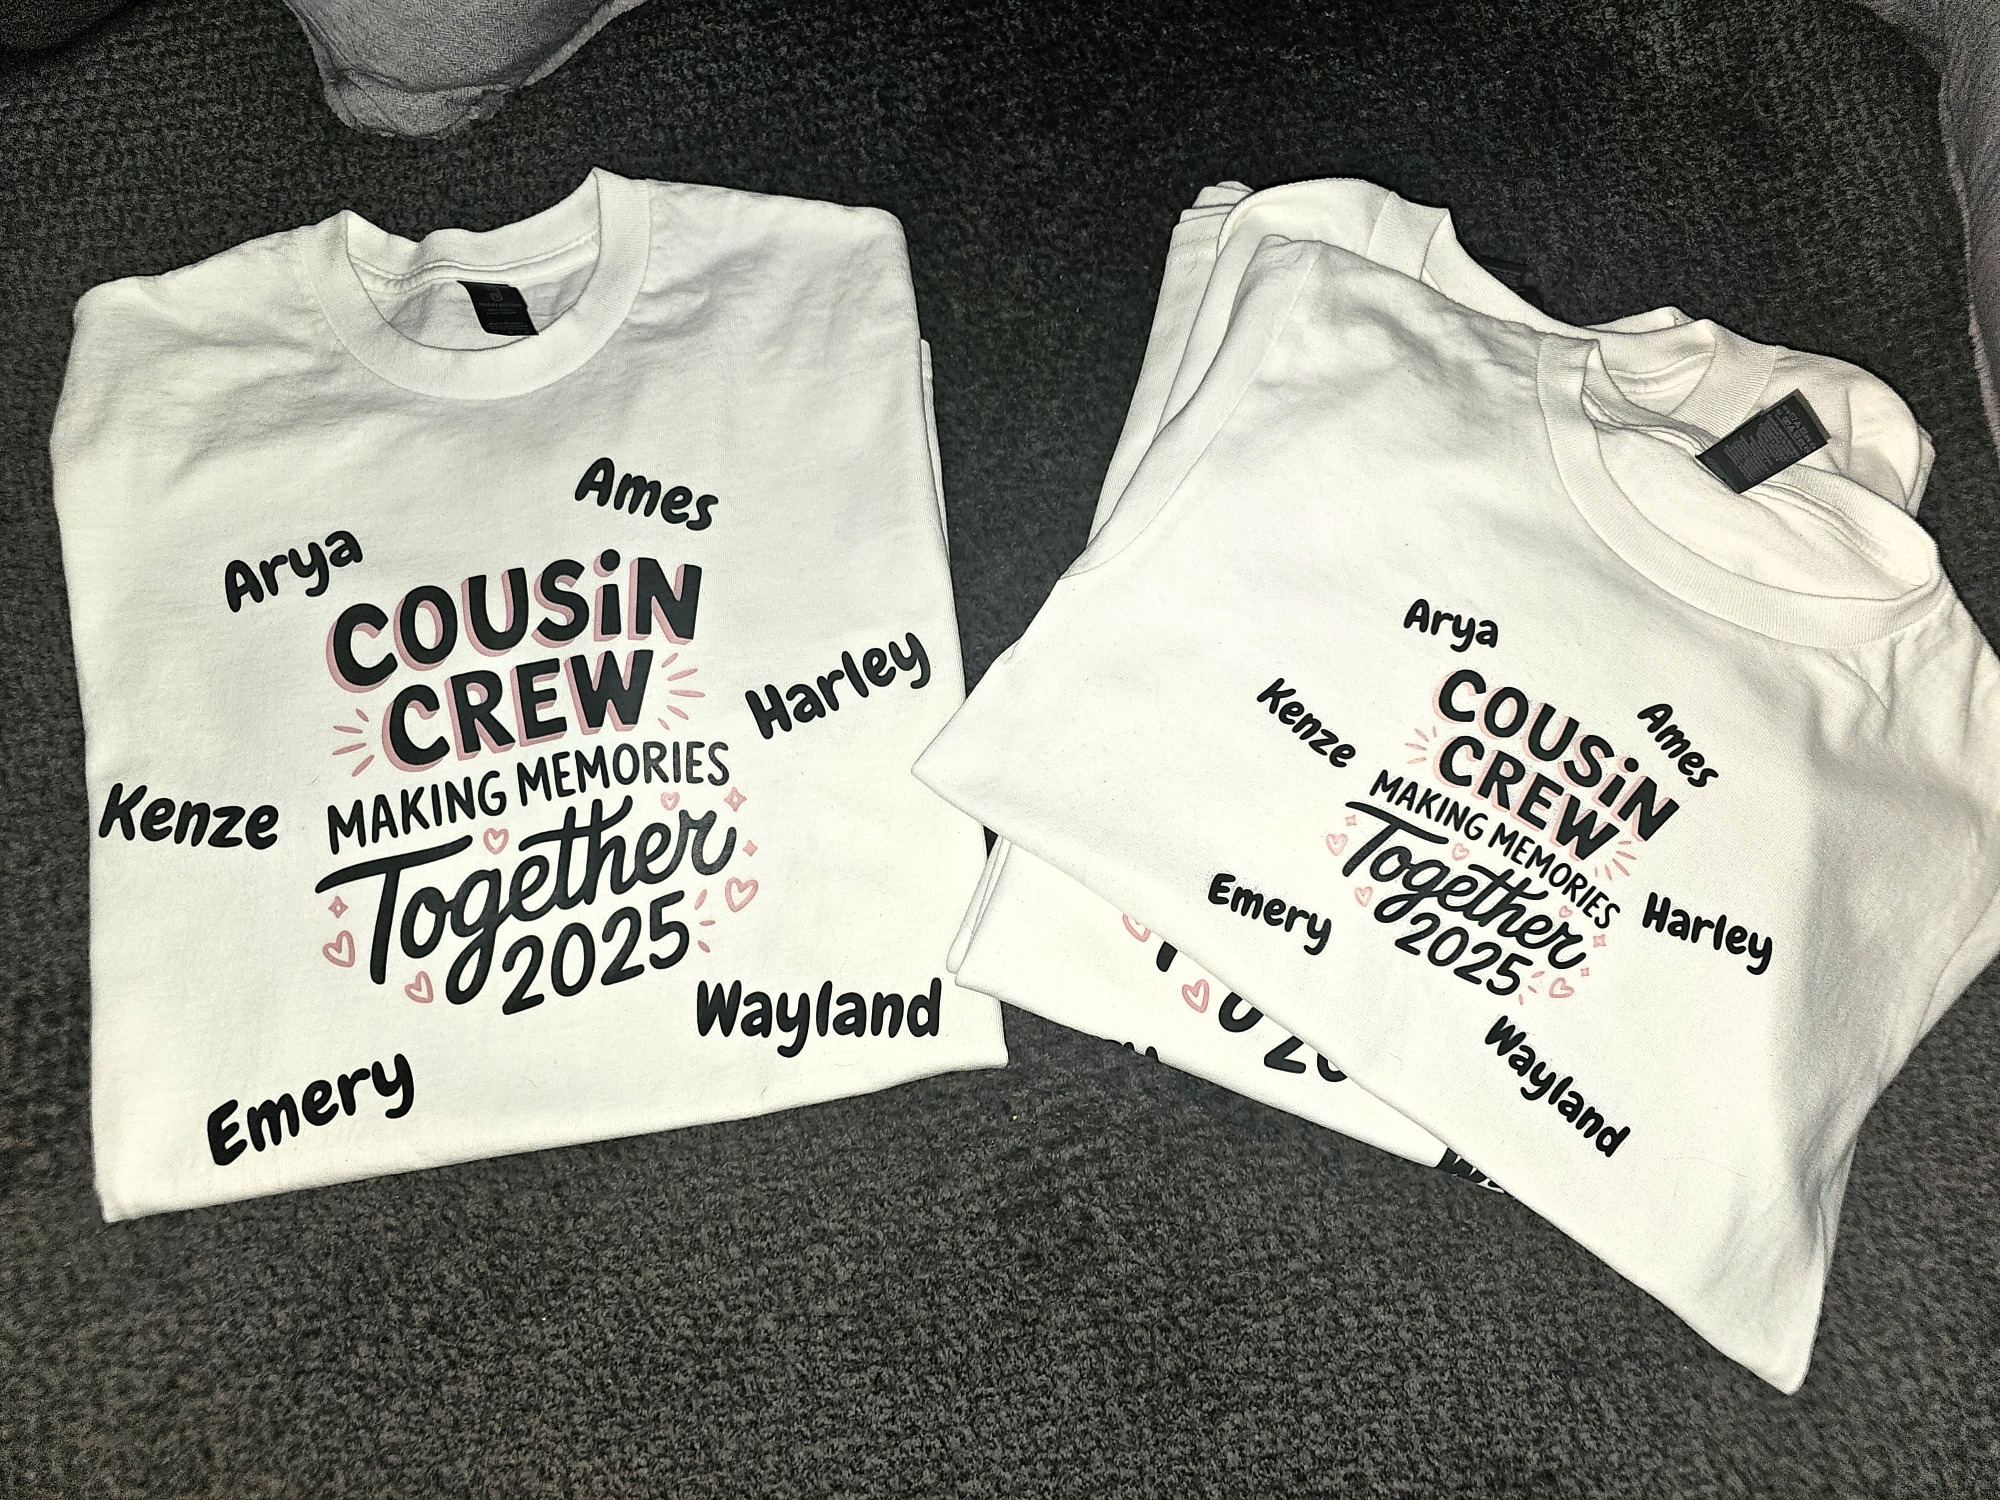 Ames
Arya
COUSiN
CREW
Harley
MAKING MEMORIES
Kenze
Together
2025
Wayland
Emery
Arya
Kenze
Ames
COUSiN
CREW
MAKING MEMORIES
Together
2025
Emery
Harley
Wayland